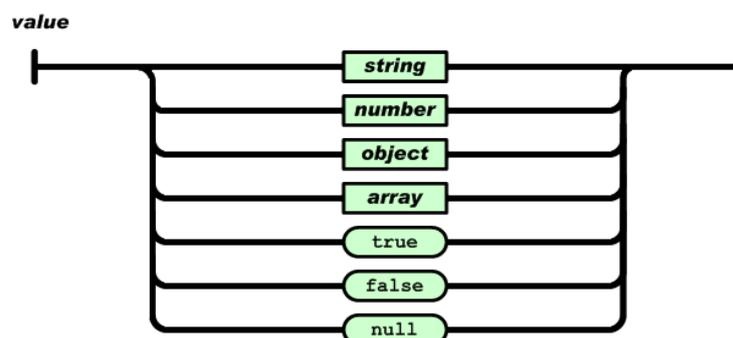 value
string
number
object
array
true
false
null